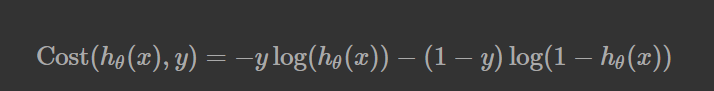 Cost(hθ(x), y) = −y log(hθ(x)) − (1 − y) log(1 − hθ(x))